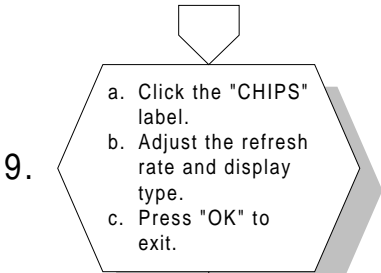 9.
a. Click the "CHIPS"
label.
b. Adjust the refresh
rate and display
type.
c. Press "OK" to
exit.